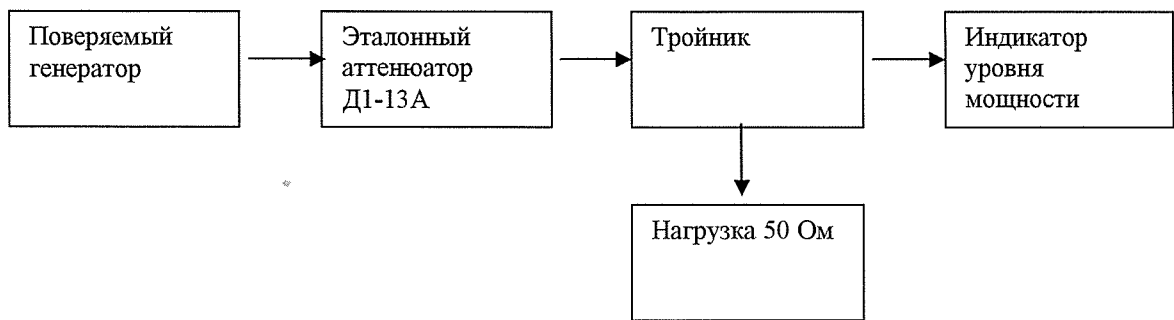 Поверяемый
генератор
Эталонный
аттенюатор
Д1-13А
Тройник
Индикатор
уровня
мощности
Нагрузка 50 Ом